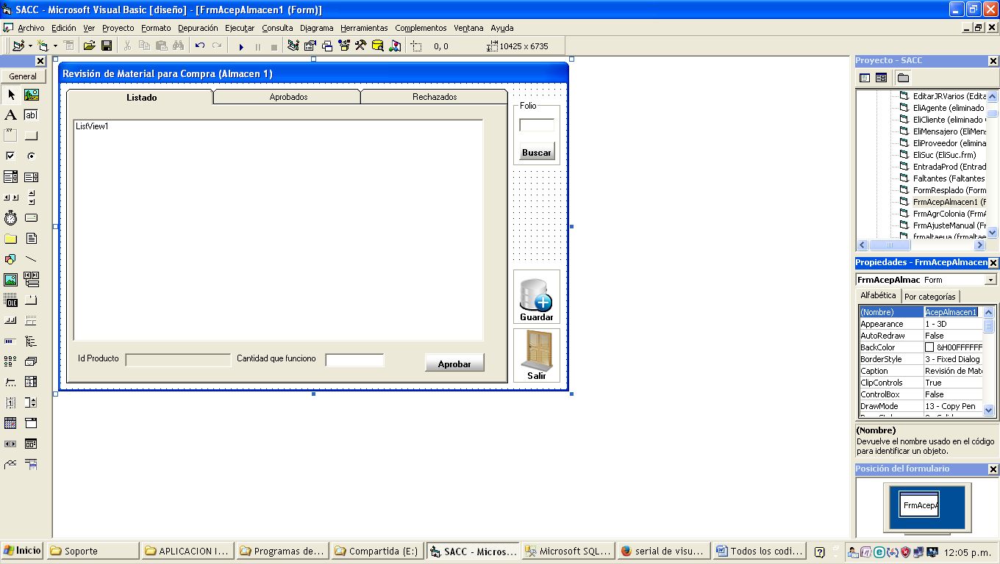 SACC - Microsoft Visual Basic [diseño] - [FrmAcepAlmacen1 (Form)]
Archivo Edición Ver Proyecto Formato Depuración Ejecutar Consulta Diagrama Herramientas Complementos Ventana Ayuda
0, 0 10425 x 6735
General
A ab|
OLE
Revisión de Material para Compra (Almacen 1)
Listado Aprobados Rechazados
ListView1
Id Producto Cantidad que funciono Aprobar
Folio
Buscar
Guardar
Salir
Proyecto - SACC
EditarJRVarios (Edita
EliAgente (eliminado
EliCliente (eliminado
EliMensajero (EliMens
EliProveedor (elimina
EliSuc (EliSuc.frm)
EntradaProd (Entrad
Faltantes (Faltantes
FormResplado (Form
FrmAcepAlmacen1 (F
FrmAgrColonia (FrmA
FrmAjusteManual (Fr
frmaltaeua (frmaltae
Propiedades - FrmAcepAlmacen
FrmAcepAlmac Form
Alfabética Por categorías
(Nombre) AcepAlmacen1
Appearance 1 - 3D
AutoRedraw False
BackColor &H00FFFFFF
BorderStyle 3 - Fixed Dialog
Caption Revisión de Mate
ClipControls True
ControlBox False
DrawMode 13 - Copy Pen
(Nombre)
Devuelve el nombre usado en el código
para identificar un objeto.
Posición del formulario
FrmAcepA
Inicio Soporte APLICACION I... Programas de... Compartida (E:) SACC - Micros... Microsoft SQL... serial de visu... Todos los codi... 12:05 p.m.